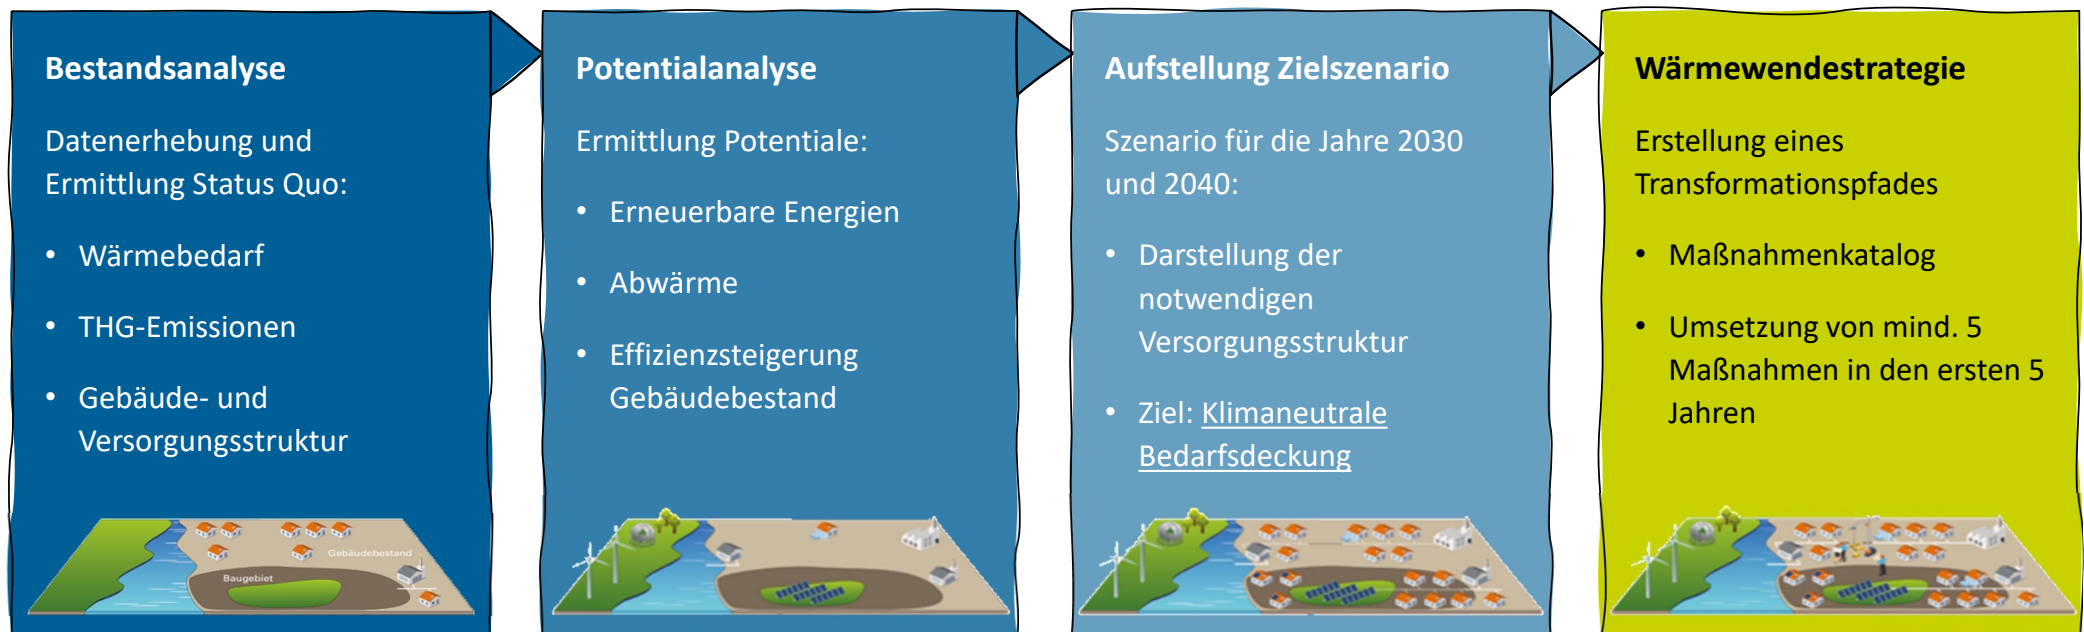 Bestandsanalyse
Datenerhebung und
Ermittlung Status Quo:
• Wärmebedarf
• THG-Emissionen
• Gebäude- und
Versorgungsstruktur
Gebäudebestand
Baugebiet
Potentialanalyse
Ermittlung Potentiale:
• Erneuerbare Energien
• Abwärme
• Effizienzsteigerung
Gebäudebestand
Aufstellung Zielszenario
Szenario für die Jahre 2030
und 2040:
• Darstellung der
notwendigen
Versorgungsstruktur
• Ziel: Klimaneutrale
Bedarfsdeckung
Wärmewendestrategie
Erstellung eines
Transformationspfades
• Maßnahmenkatalog
• Umsetzung von mind. 5
Maßnahmen in den ersten 5
Jahren